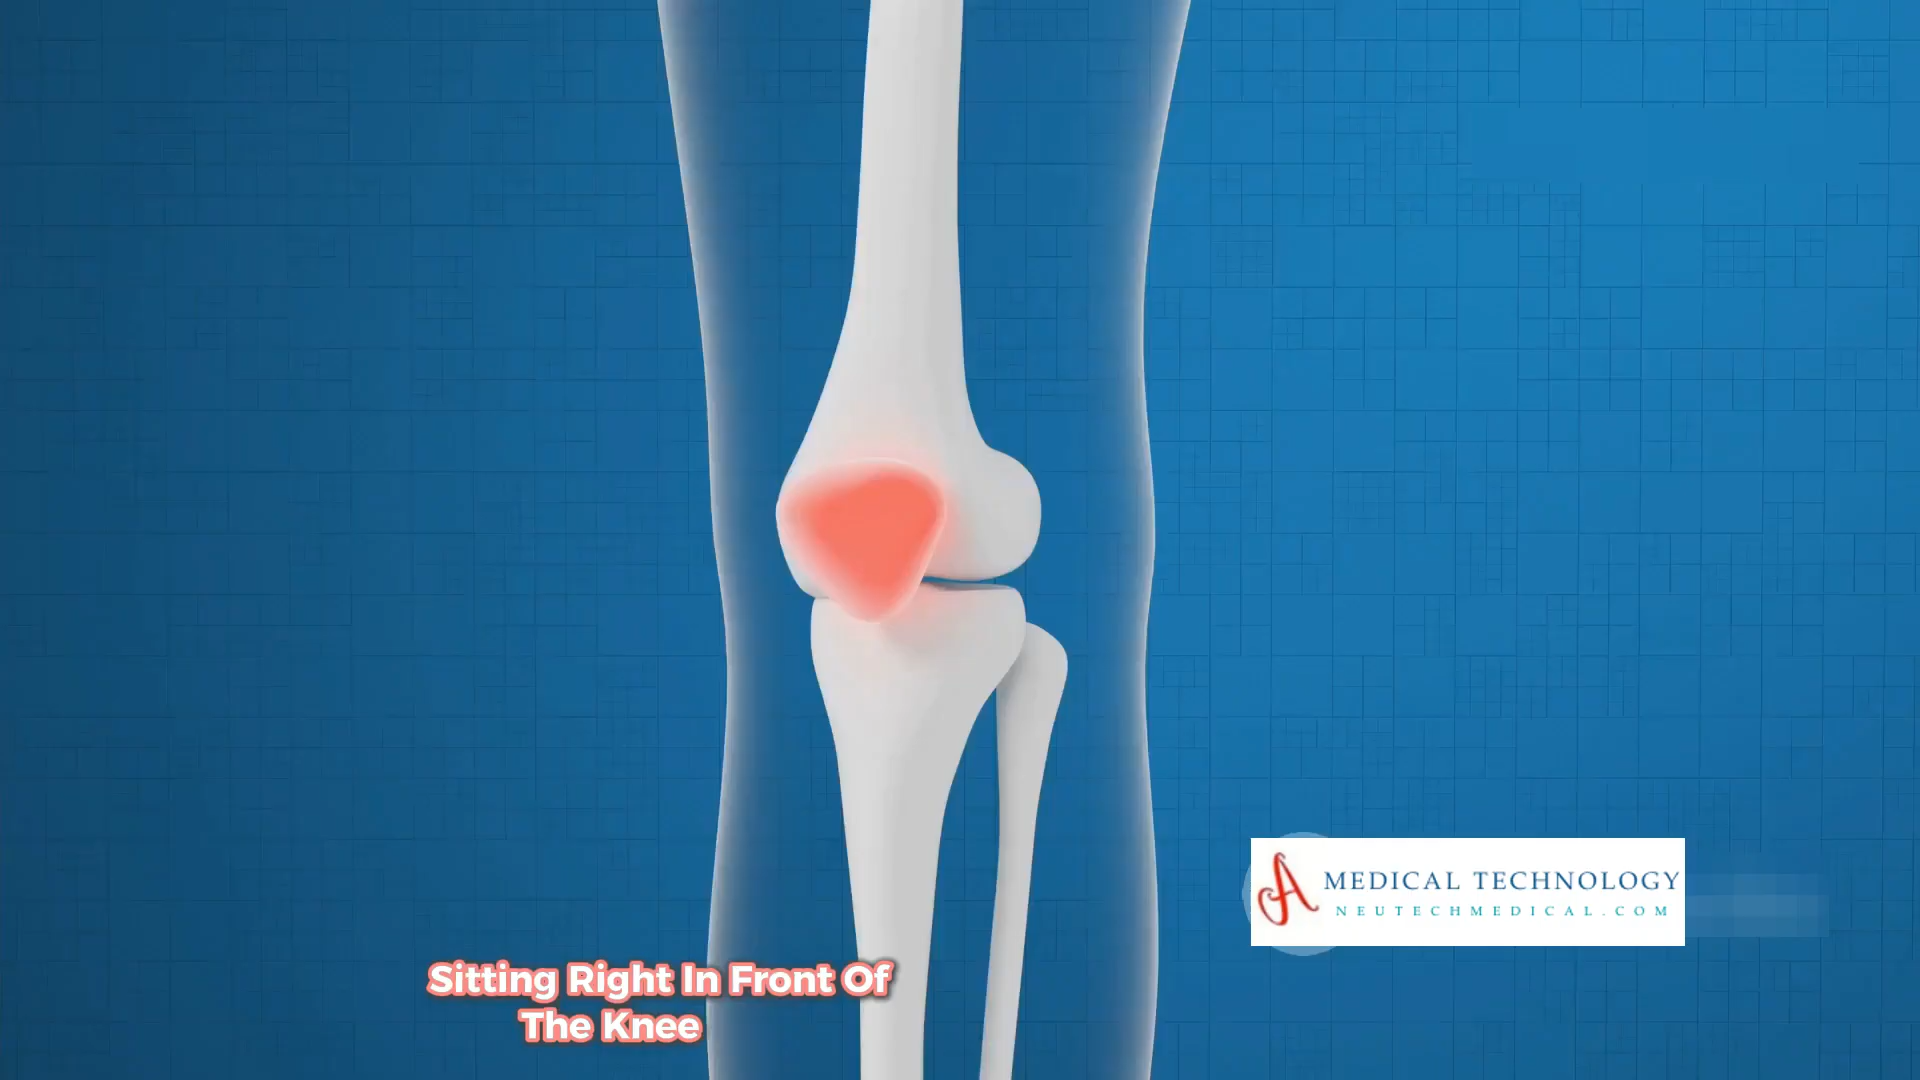 MEDICAL TECHNOLOGY
NEUTECHMEDICAL.COM
Sitting Right In Front Of
The Knee